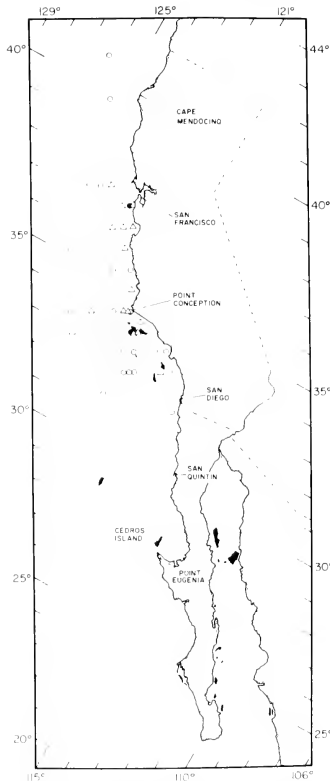 129° 125° 121°
40° 44°
CAPE
MENDOCINO
40°
SAN
FRANCISCO
35°
POINT
CONCEPTION
SAN
DIEGO
35°
30°
SAN
QUINTIN
CEDROS
ISLAND
30°
PUINT
EUGENIA
25°
25°
20°
115° 110° 106°